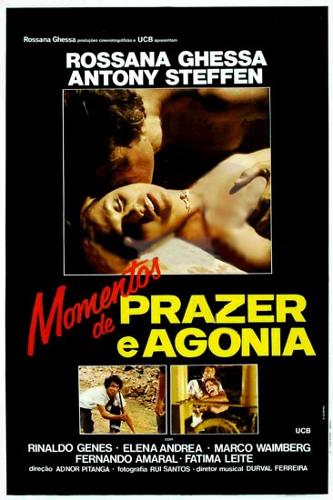 Rossana Ghessa produções cinematográficas e UCB apresentam
ROSSANA GHESSA
ANTONY STEFFEN
Momentos
de PRAZER
e AGONIA
UCB
com
RINALDO GENES - ELENA ANDREA - MARCO WAIMBERG
FERNANDO AMARAL - FATIMA LEITE
direção ADNOR PITANGA - fotografia RUI SANTOS - diretor musical DURVAL FERREIRA